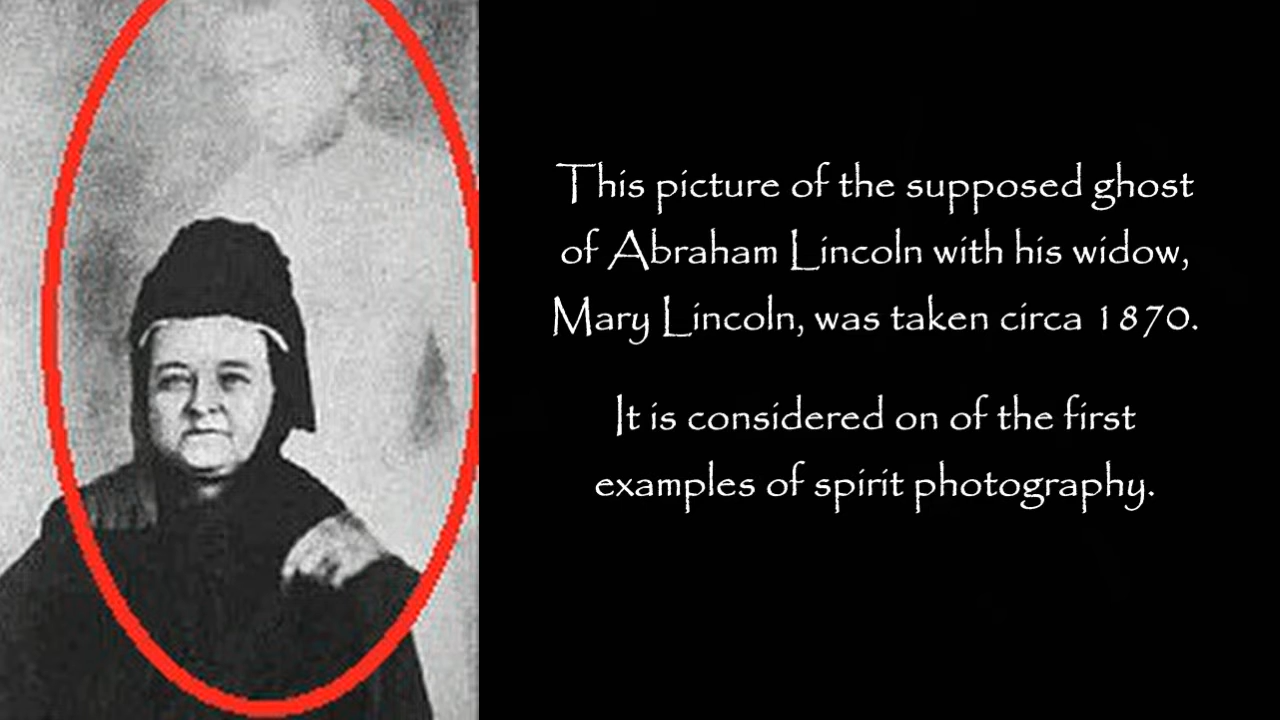 This picture of the supposed ghost
of Abraham Lincoln with his widow,
Mary Lincoln, was taken circa 1870.
It is considered on of the first
examples of spirit photography.